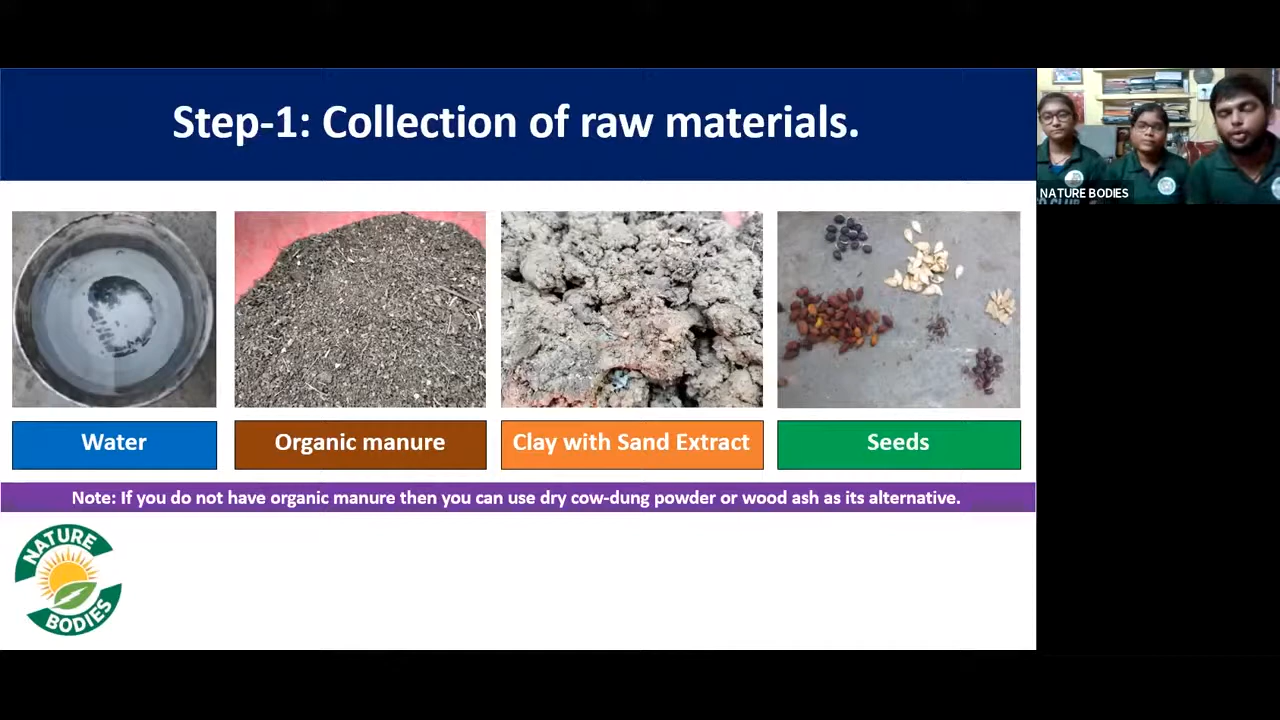 Step-1: Collection of raw materials.
NATURE BODIES
Water
Organic manure
Clay with Sand Extract
Seeds
Note: If you do not have organic manure then you can use dry cow-dung powder or wood ash as its alternative.
NATURE
BODIES